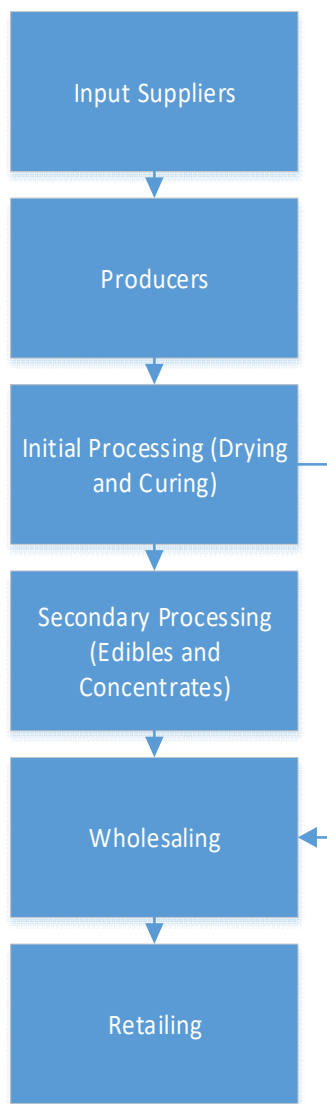 Input Suppliers
Producers
Initial Processing (Drying
and Curing)
Secondary Processing
(Edibles and
Concentrates)
Wholesaling
Retailing